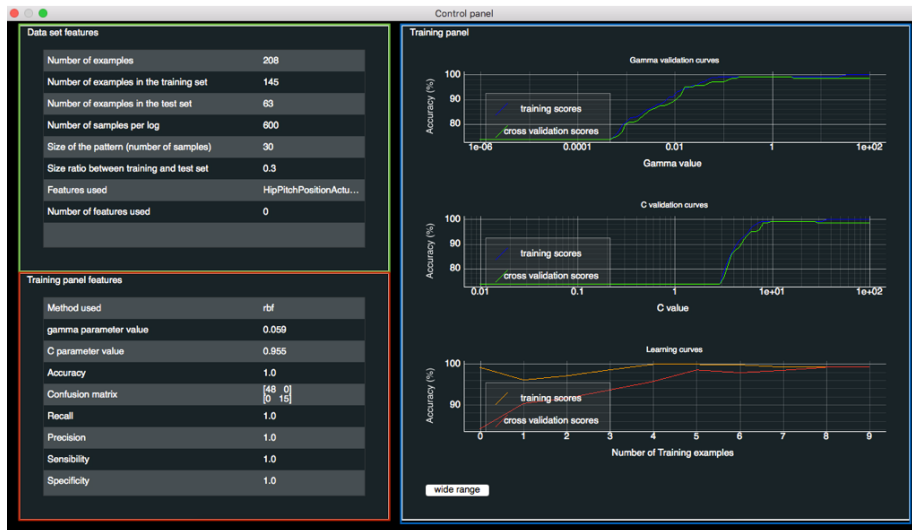 Control panel
Data set features
Number of examples 208
Number of examples in the training set 145
Number of examples in the test set 63
Number of samples per log 600
Size of the pattern (number of samples) 30
Size ratio between training and test set 0.3
Features used HipPitchPositionActu...
Number of features used 0
Training panel features
Method used rbf
gamma parameter value 0.059
C parameter value 0.955
Accuracy 1.0
Confusion matrix [[48 0]
[0 15]]
Recall 1.0
Precision 1.0
Sensibility 1.0
Specificity 1.0
Training panel
Gamma validation curves
Accuracy (%)
100
90
80
training scores
cross validation scores
1e-06 0.0001 0.01 1 1e+02
Gamma value
C validation curves
Accuracy (%)
100
90
80
training scores
cross validation scores
0.01 0.1 1 1e+01 1e+02
C value
Learning curves
Accuracy (%)
100
90
training scores
cross validation scores
0 1 2 3 4 5 6 7 8 9
Number of Training examples
wide range